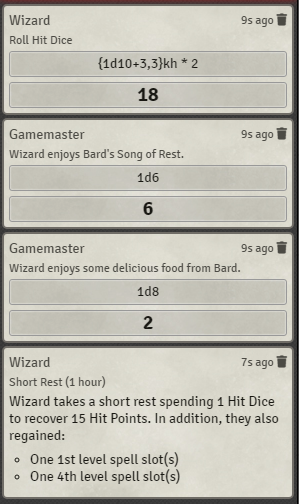 Wizard 9s ago
Roll Hit Dice
{1d10+3,3}kh * 2
18
Gamemaster 9s ago
Wizard enjoys Bard's Song of Rest.
1d6
6
Gamemaster 9s ago
Wizard enjoys some delicious food from Bard.
1d8
2
Wizard 7s ago
Short Rest (1 hour)
Wizard takes a short rest spending 1 Hit Dice
to recover 15 Hit Points. In addition, they also
regained:
One 1st level spell slot(s)
One 4th level spell slot(s)